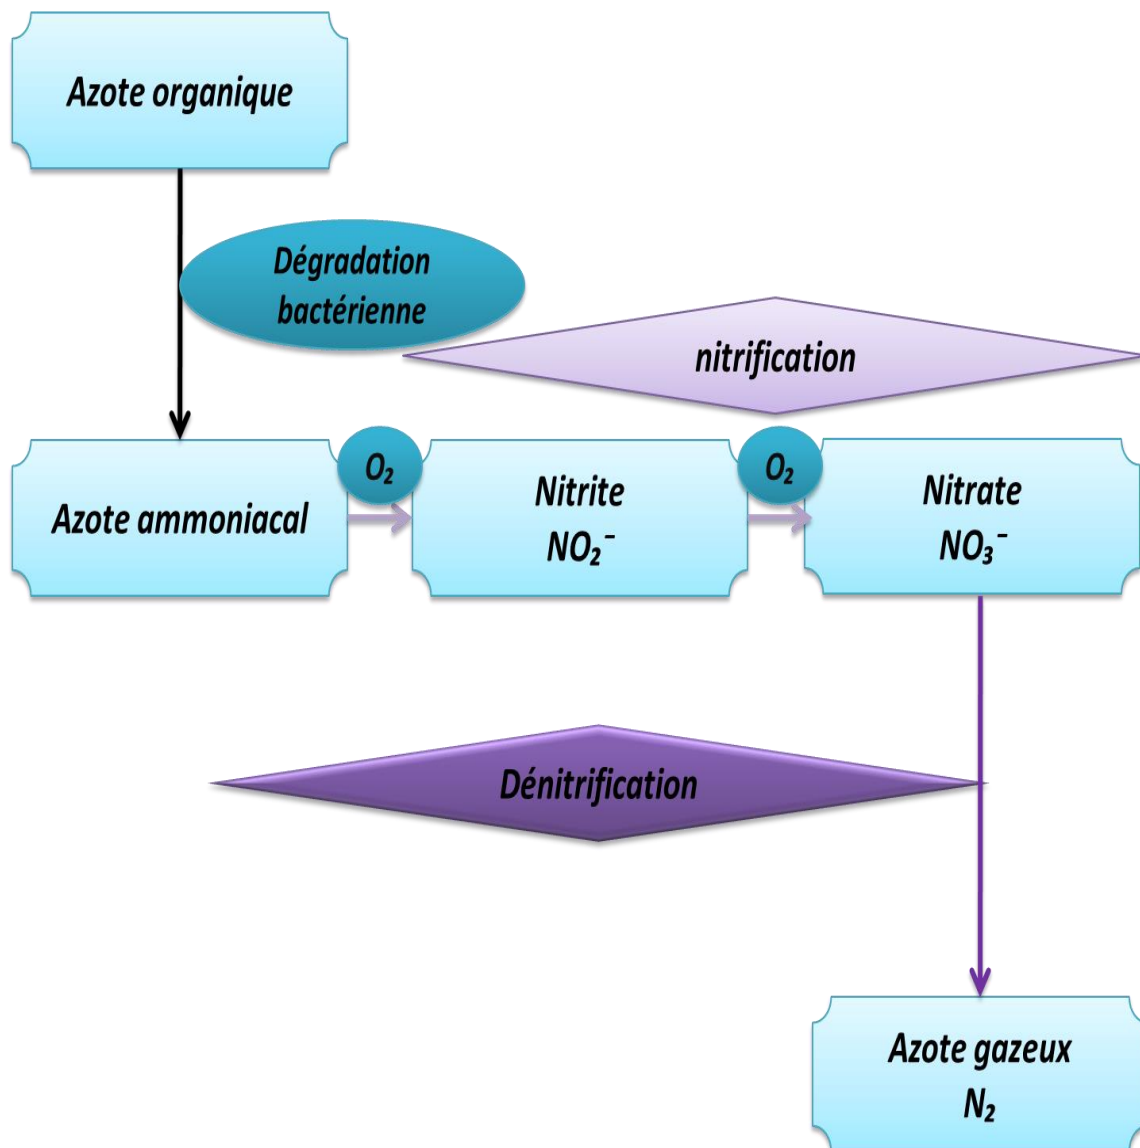 Azote organique
Dégradation
bactérienne
nitrification
Azote ammoniacal
O₂
Nitrite
NO₂⁻
O₂
Nitrate
NO₃⁻
Dénitrification
Azote gazeux
N₂